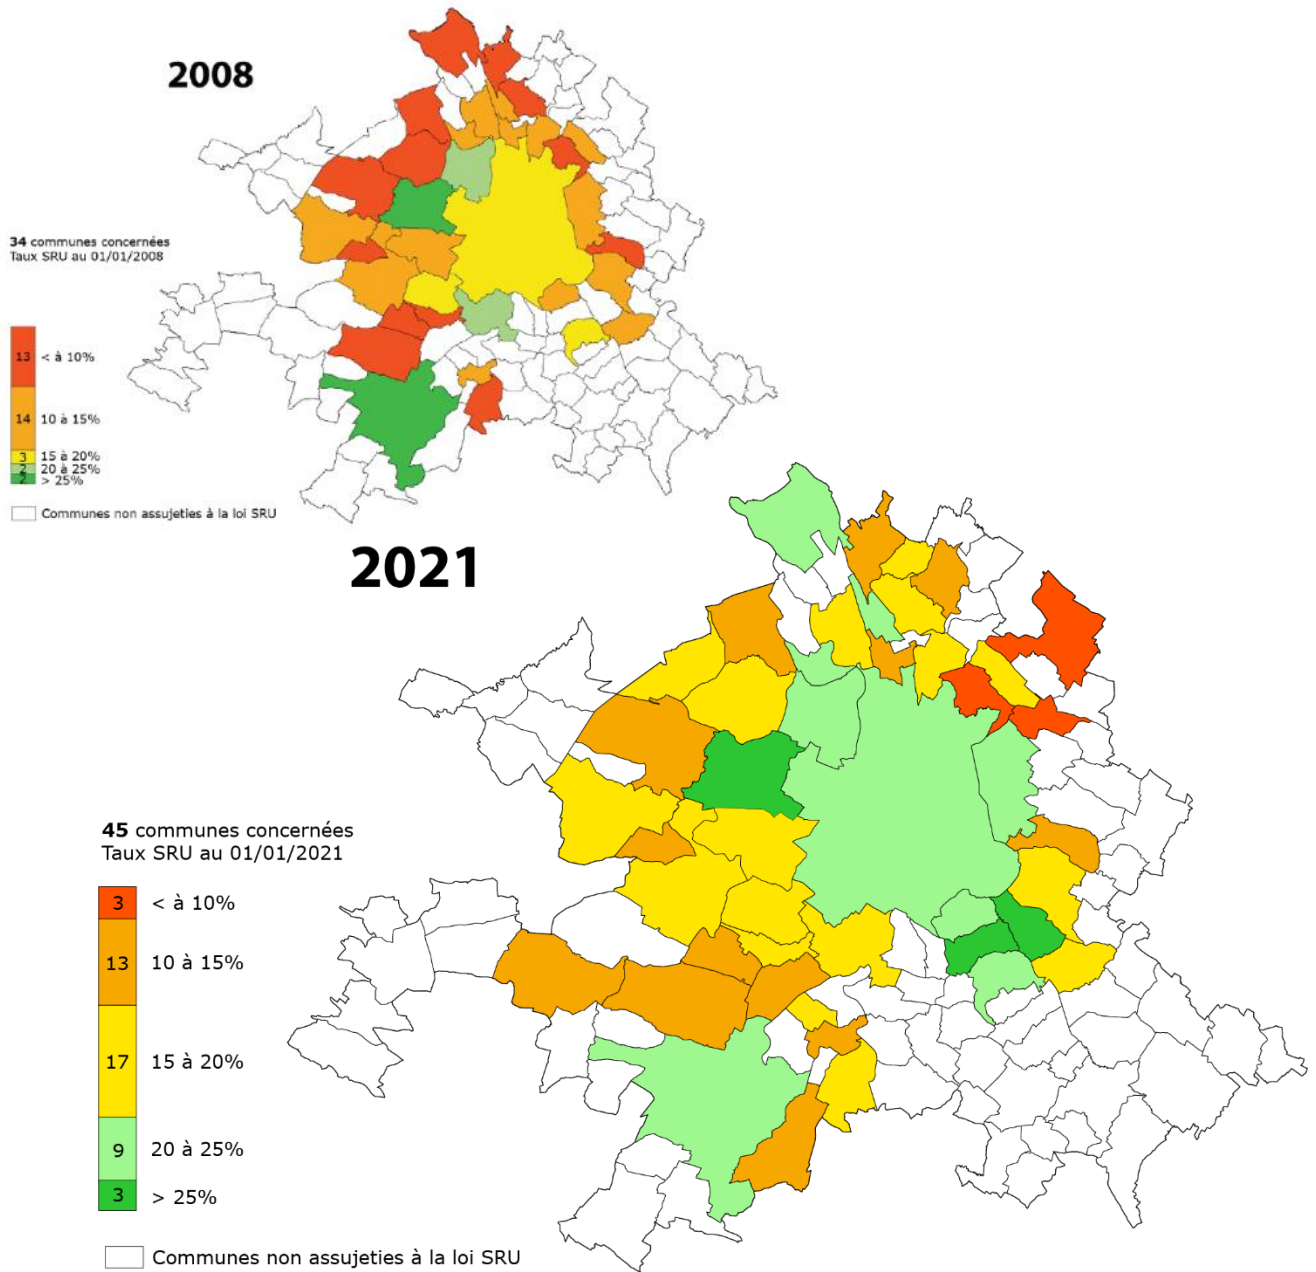 2008
34 communes concernées
Taux SRU au 01/01/2008
13 < à 10%
14 10 à 15%
3 15 à 20%
2 20 à 25%
2 > 25%
Communes non assujeties à la loi SRU
2021
45 communes concernées
Taux SRU au 01/01/2021
3 < à 10%
13 10 à 15%
17 15 à 20%
9 20 à 25%
3 > 25%
Communes non assujeties à la loi SRU